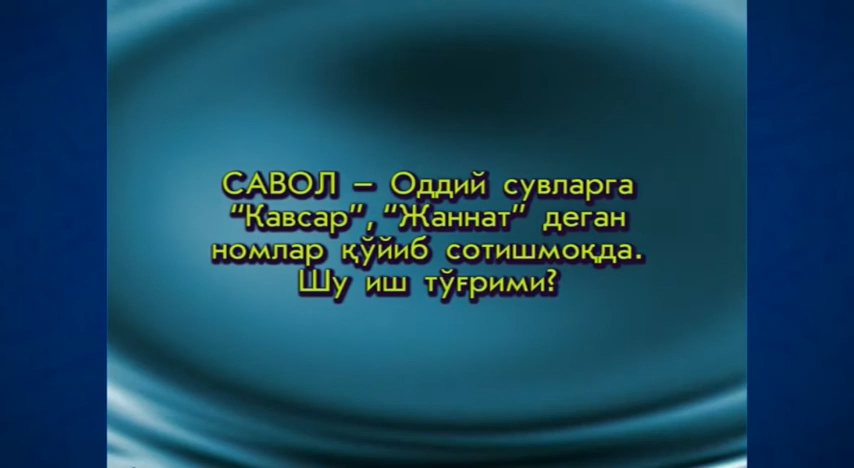 САВОЛ – Оддий сувларга
“Кавсар”, “Жаннат” деган
номлар қўйиб сотишмоқда.
Шу иш тўғрими?